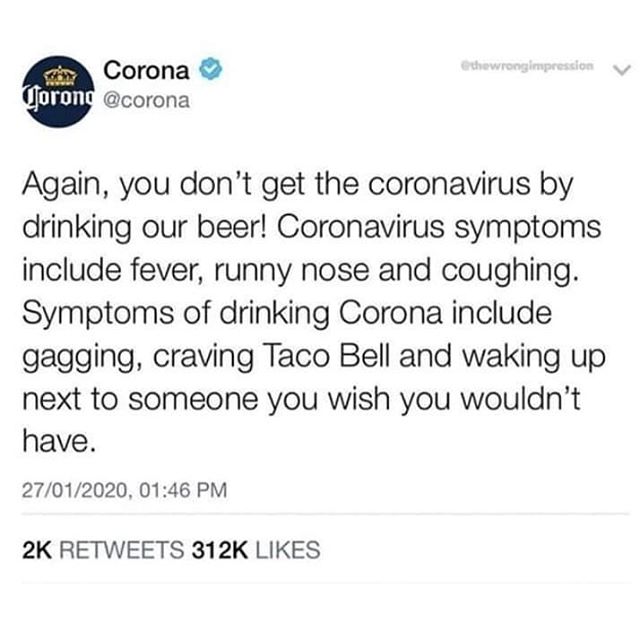 Corona
@thewrongimpression
Corona @corona
Again, you don't get the coronavirus by
drinking our beer! Coronavirus symptoms
include fever, runny nose and coughing.
Symptoms of drinking Corona include
gagging, craving Taco Bell and waking up
next to someone you wish you wouldn't
have.
27/01/2020, 01:46 PM
2K RETWEETS 312K LIKES